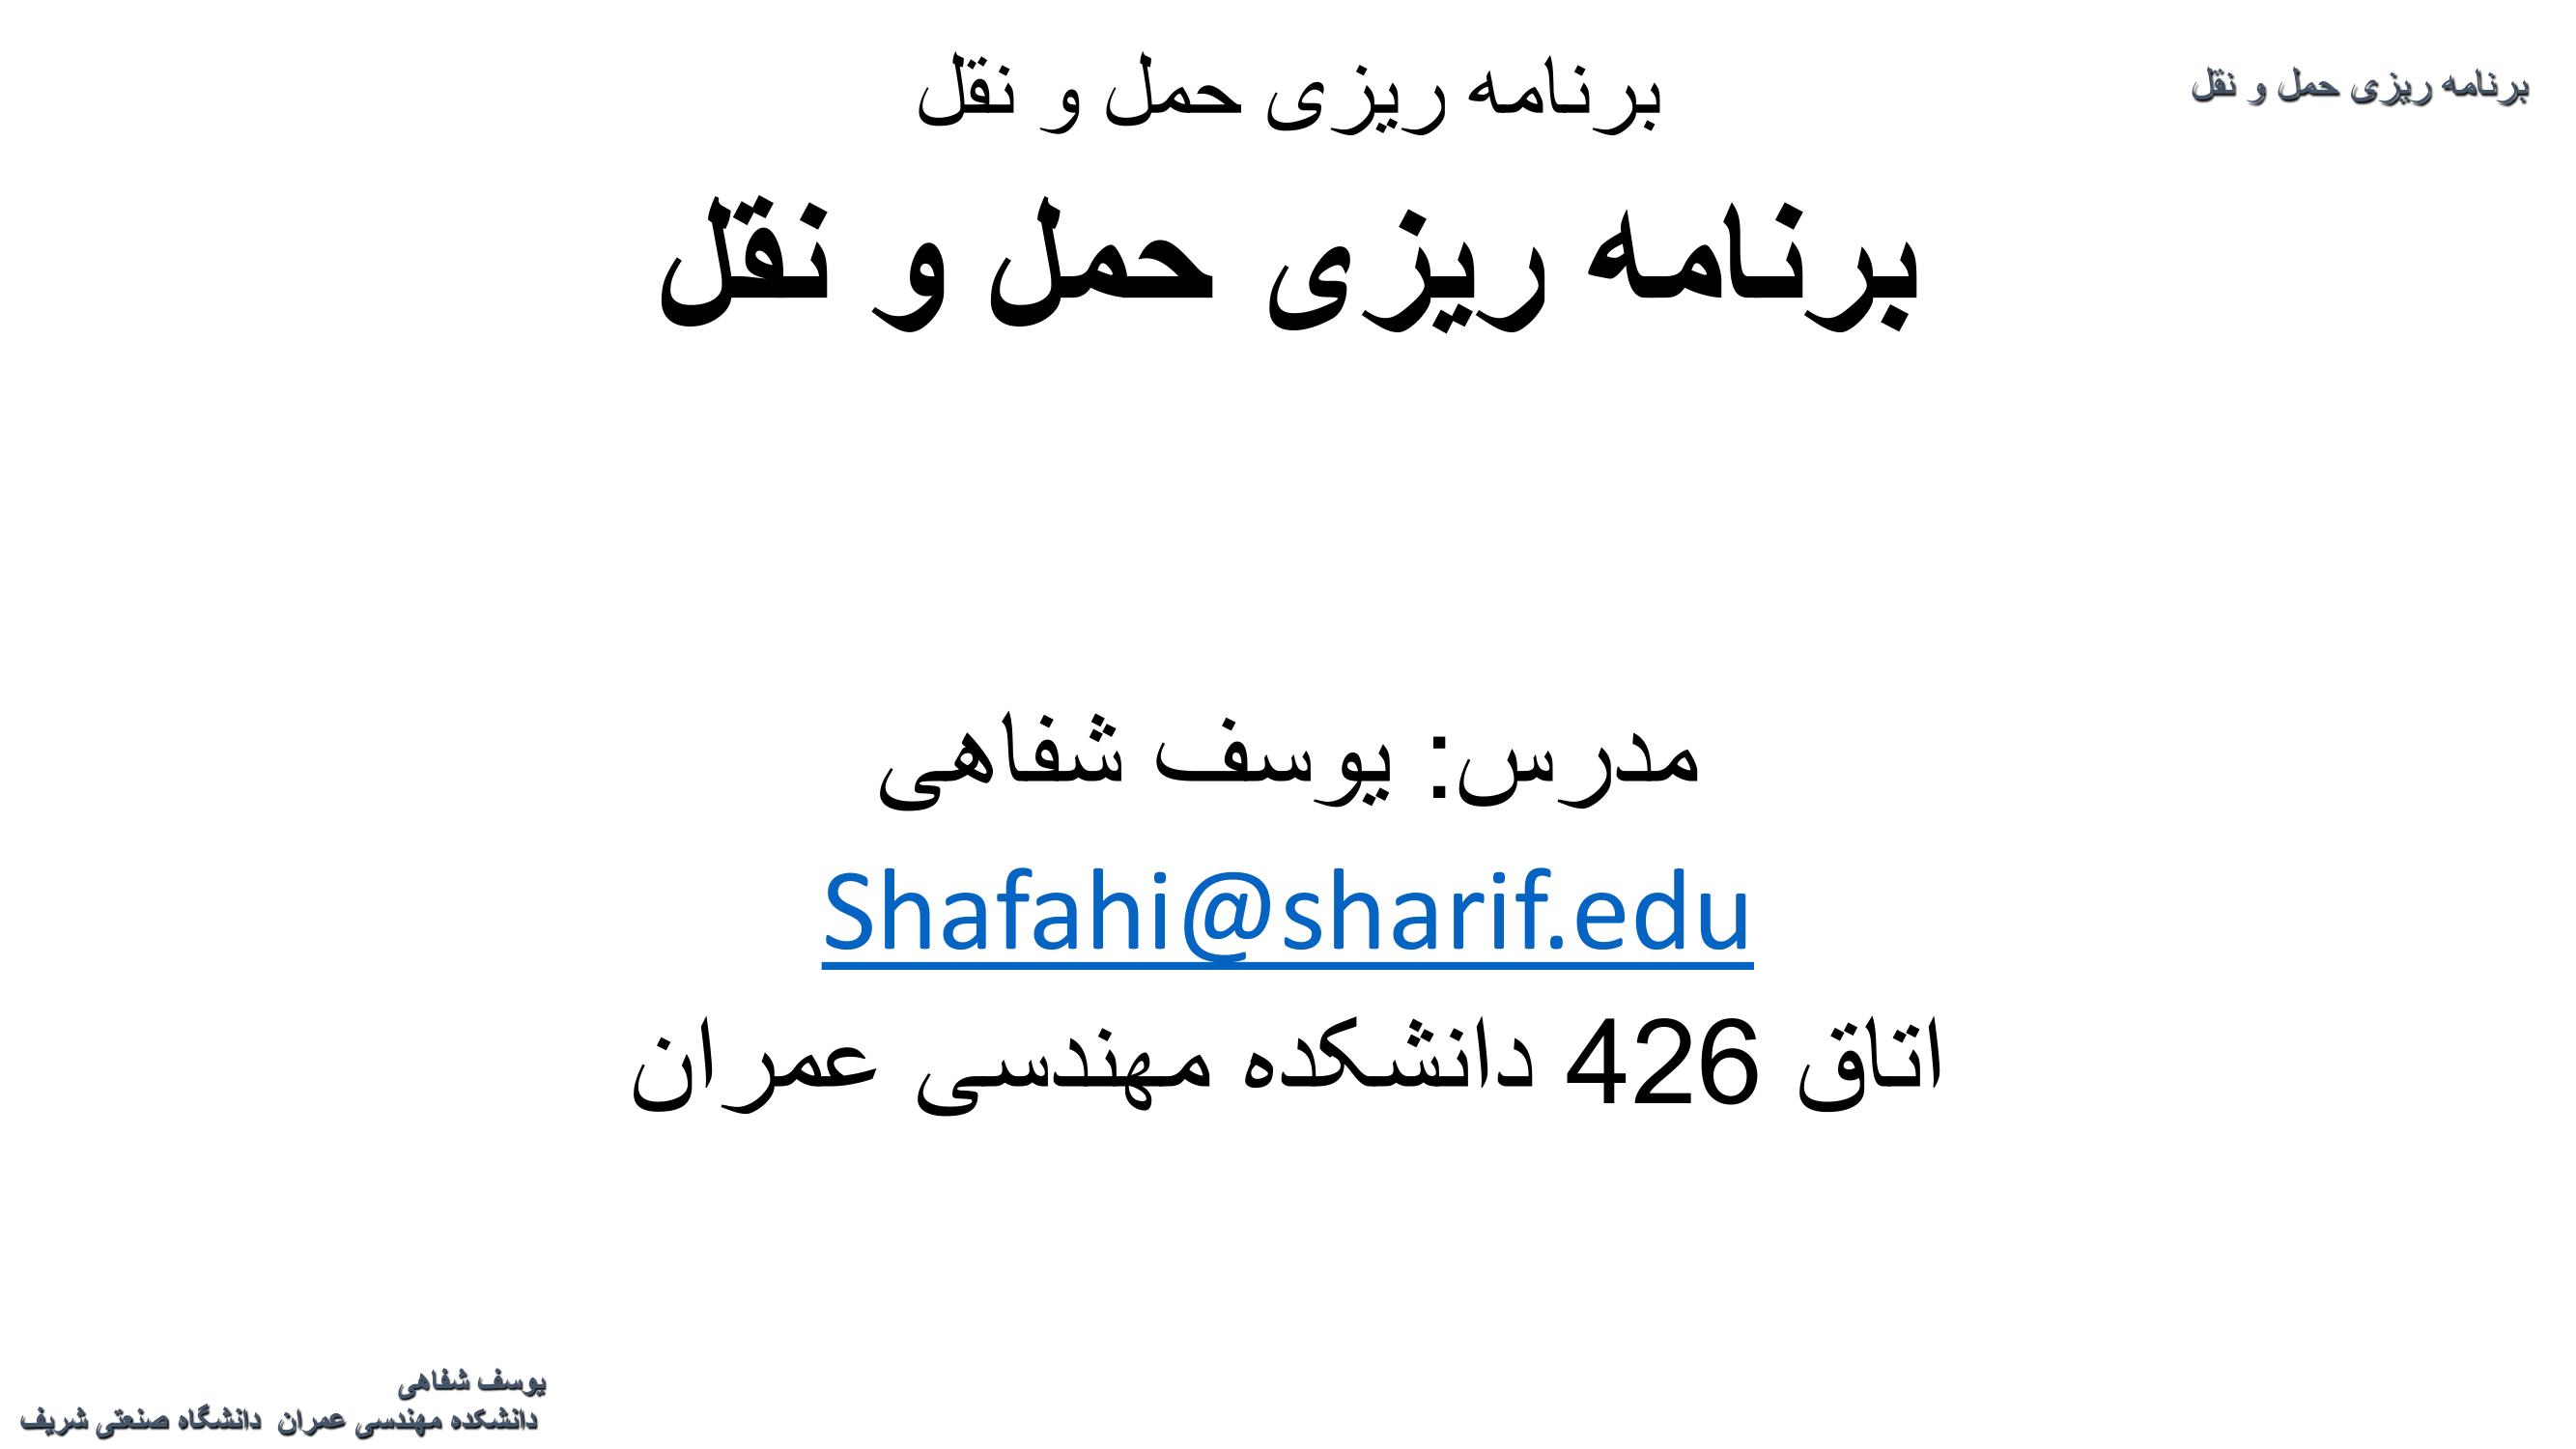 برنامه ریزی حمل و نقل
برنامه ریزی حمل و نقل
برنامه ریزی حمل و نقل
مدرس: یوسف شفاهی
Shafahi@sharif.edu
اتاق 426 دانشکده مهندسی عمران
یوسف شفاهی
دانشکده مهندسی عمران دانشگاه صنعتی شریف